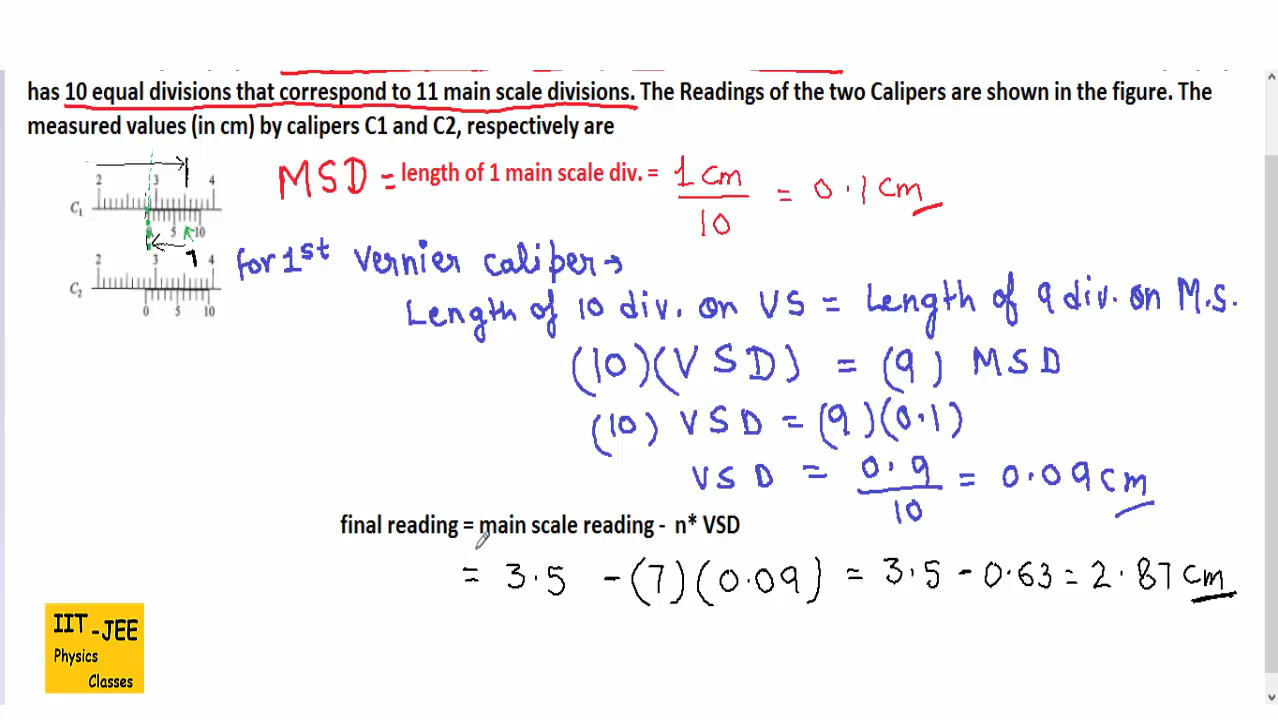 has 10 equal divisions that correspond to 11 main scale divisions. The Readings of the two Calipers are shown in the figure. The
measured values (in cm) by calipers C1 and C2, respectively are
2 3 4
C1
0 5 10
7
2 3 4
C2
0 5 10
MSD = length of 1 main scale div. = 1 cm / 10 = 0.1 cm
for 1st Vernier caliper →
Length of 10 div. on VS = Length of 9 div. on M.S.
(10)(VSD) = (9) MSD
(10) VSD = (9)(0.1)
VSD = 0.9 / 10 = 0.09 cm
final reading = main scale reading - n* VSD
= 3.5 - (7)(0.09) = 3.5 - 0.63 = 2.87 cm
IIT -JEE
Physics
Classes